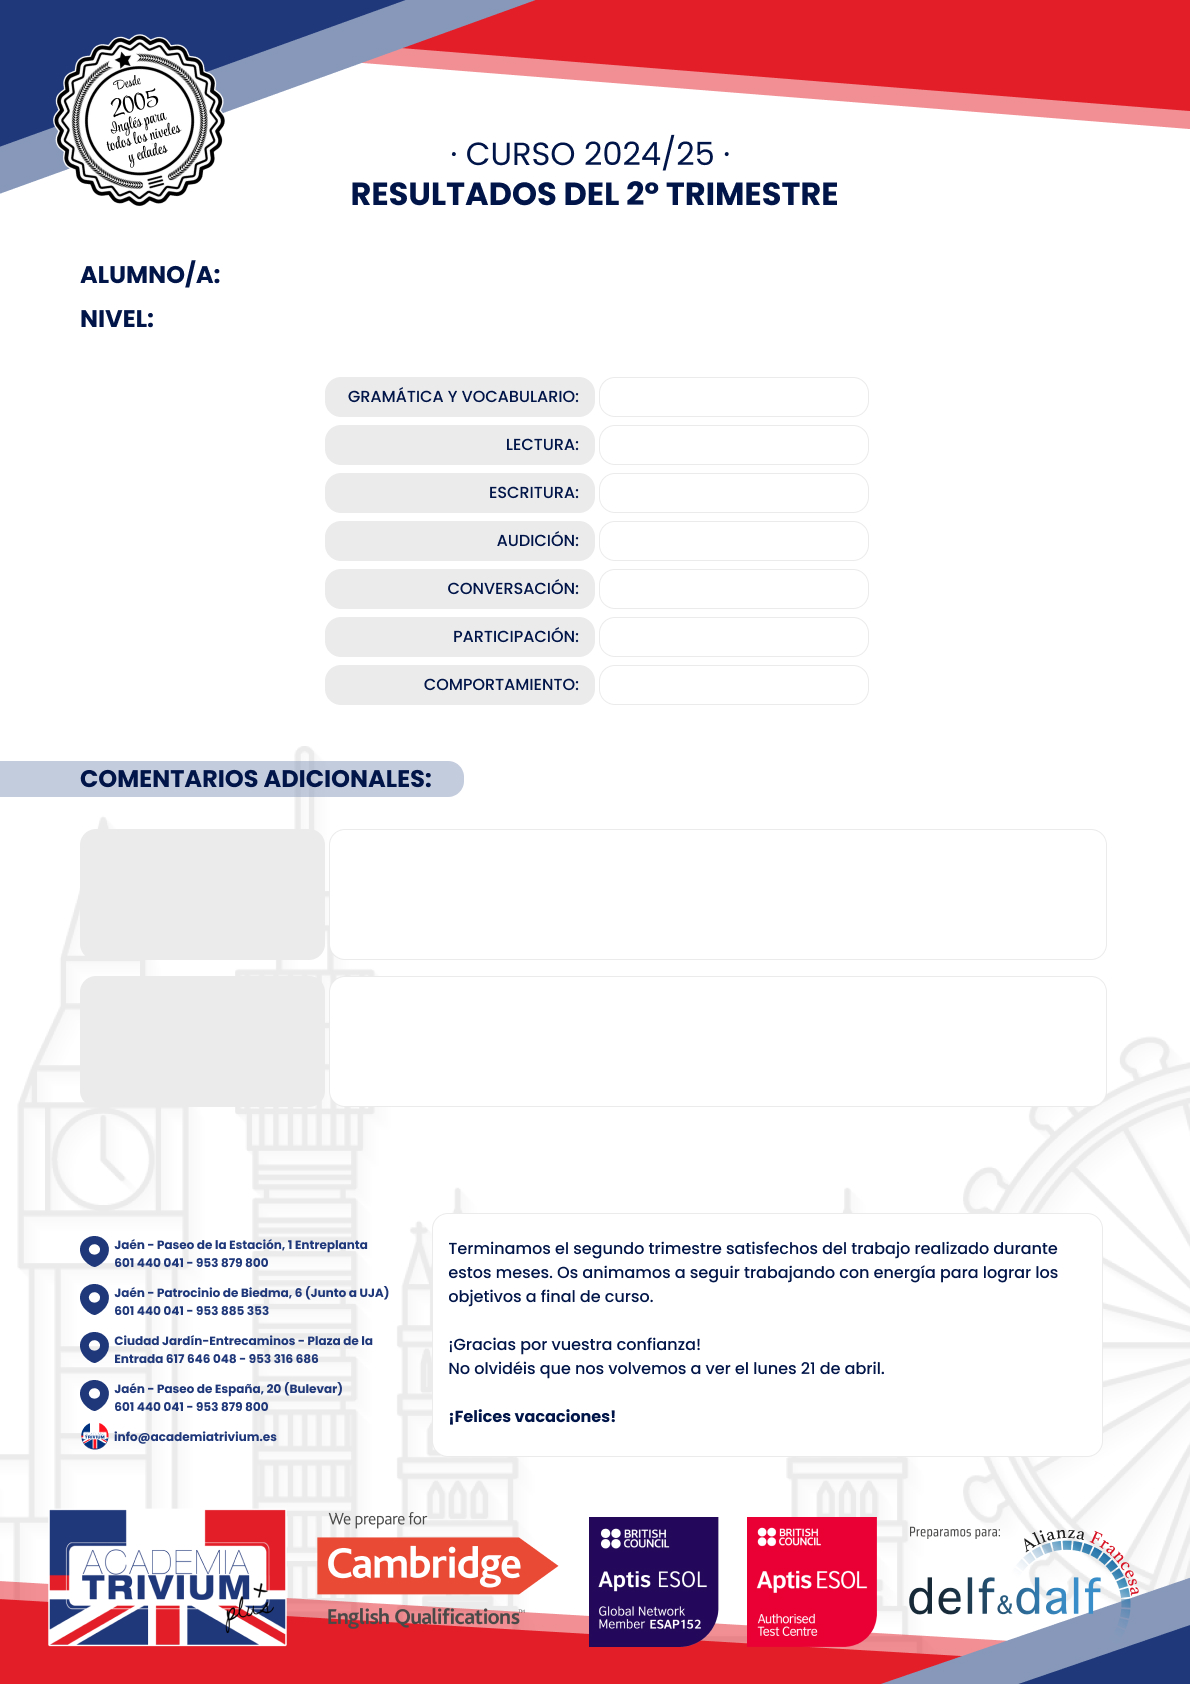 Desde
2005
Inglés para
todos los niveles
y edades
· CURSO 2024/25 ·
RESULTADOS DEL 2º TRIMESTRE
ALUMNO/A:
NIVEL:
GRAMÁTICA Y VOCABULARIO:
LECTURA:
ESCRITURA:
AUDICIÓN:
CONVERSACIÓN:
PARTICIPACIÓN:
COMPORTAMIENTO:
COMENTARIOS ADICIONALES:
Jaén - Paseo de la Estación, 1 Entreplanta
601 440 041 - 953 879 800
Jaén - Patrocinio de Biedma, 6 (Junto a UJA)
601 440 041 - 953 885 353
Ciudad Jardín-Entrecaminos - Plaza de la
Entrada 617 646 048 - 953 316 686
Jaén - Paseo de España, 20 (Bulevar)
601 440 041 - 953 879 800
TRIVIUM
info@academiatrivium.es
Terminamos el segundo trimestre satisfechos del trabajo realizado durante
estos meses. Os animamos a seguir trabajando con energía para lograr los
objetivos a final de curso.
¡Gracias por vuestra confianza!
No olvidéis que nos volvemos a ver el lunes 21 de abril.
¡Felices vacaciones!
ACADEMIA
TRIVIUM+
plus
We prepare for
Cambridge
English Qualifications™
BRITISH
COUNCIL
Aptis ESOL
Global Network
Member ESAP152
BRITISH
COUNCIL
Aptis ESOL
Authorised
Test Centre
Preparamos para:
Alianza Francesa
delf&dalf